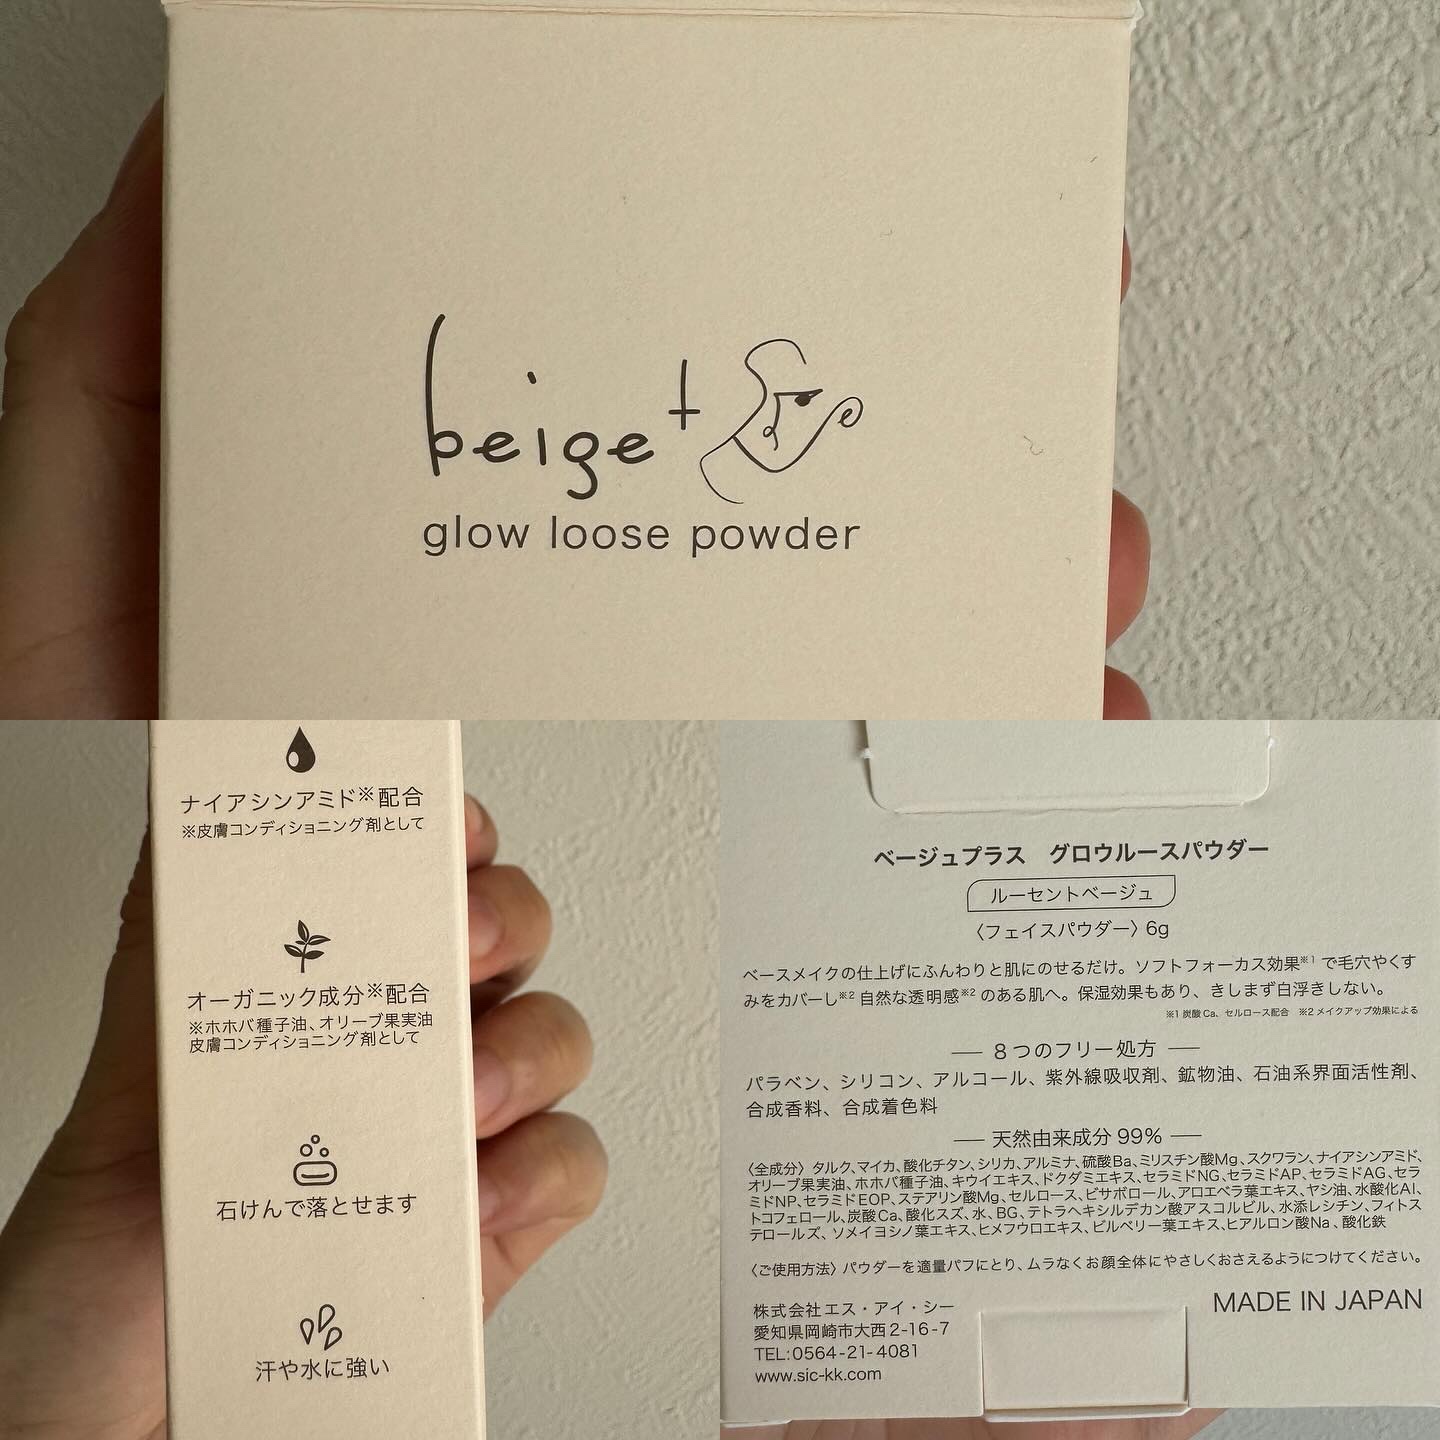 beige+
glow loose powder
ナイアシンアミド※配合
※皮膚コンディショニング剤として
オーガニック成分※配合
※ホホバ種子油、オリーブ果実油
皮膚コンディショニング剤として
石けんで落とせます
汗や水に強い
ベージュプラス グロウルースパウダー
ルーセントベージュ
〈フェイスパウダー〉6g
ベースメイクの仕上げにふんわりと肌にのせるだけ。ソフトフォーカス効果※1で毛穴やくす
みをカバーし※2自然な透明感※2のある肌へ。保湿効果もあり、きしまず白浮きしない。
※1 炭酸Ca、セルロース配合 ※2 メイクアップ効果による
8つのフリー処方
パラベン、シリコン、アルコール、紫外線吸収剤、鉱物油、石油系界面活性剤、
合成香料、合成着色料
天然由来成分 99%
〈全成分〉タルク、マイカ、酸化チタン、シリカ、アルミナ、硫酸Ba、ミリスチン酸Mg、スクワラン、ナイアシンアミド、
オリーブ果実油、ホホバ種子油、キウイエキス、ドクダミエキス、セラミドNG、セラミドAP、セラミドAG、セラ
ミドNP、セラミドEOP、ステアリン酸Mg、セルロース、ビサボロール、アロエベラ葉エキス、ヤシ油、水酸化Al、
トコフェロール、炭酸Ca、酸化スズ、水、BG、テトラヘキシルデカン酸アスコルビル、水添レシチン、フィトス
テロールズ、ソメイヨシノ葉エキス、ヒメフウロエキス、ビルベリー葉エキス、ヒアルロン酸Na、酸化鉄
〈ご使用方法〉パウダーを適量パフにとり、ムラなくお顔全体にやさしくおさえるようにつけてください。
株式会社エス・アイ・シー
愛知県岡崎市大西2-16-7
TEL:0564-21-4081
www.sic-kk.com
MADE IN JAPAN